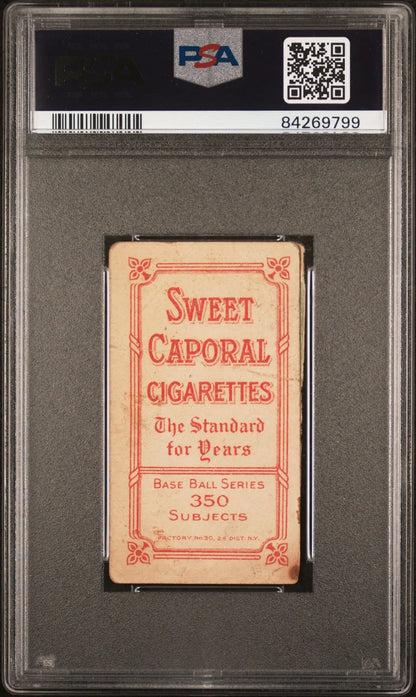 PSA
PSA
84269799
SWEET
CAPORAL
CIGARETTES
The Standard
for Years
BASE BALL SERIES
350
SUBJECTS
FACTORY No 30, 2d DIST. N.Y.